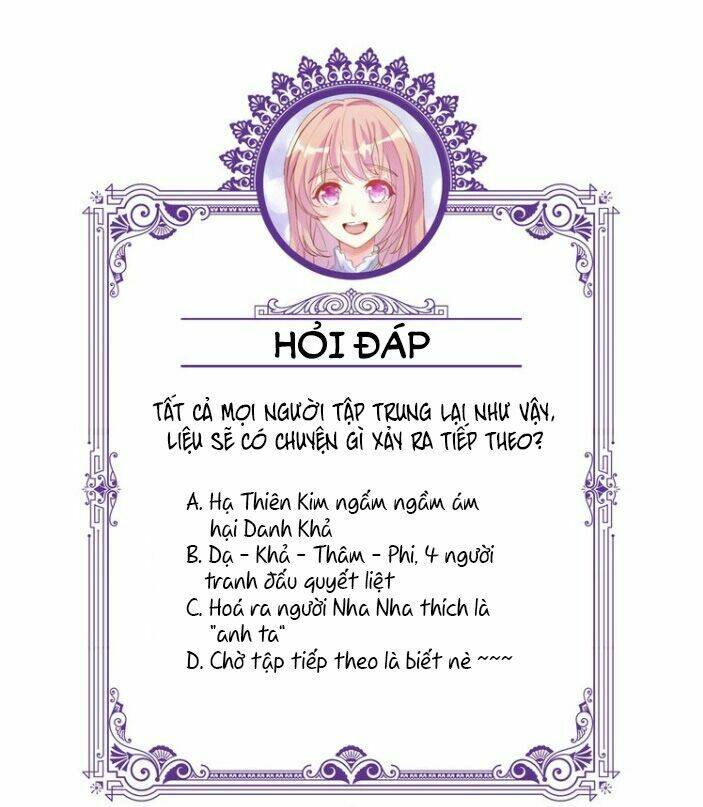 HỎI ĐÁP
TẤT CẢ MỌI NGƯỜI TẬP TRUNG LẠI NHƯ VẬY,
LIỆU SẼ CÓ CHUYỆN GÌ XẢY RA TIẾP THEO?
A. Hạ Thiên Kim ngấm ngầm ám
hại Danh Khả
B. Dạ - Khả - Thâm - Phi, 4 người
tranh đấu quyết liệt
C. Hoá ra người Nha Nha thích là
"anh ta"
D. Chờ tập tiếp theo là biết nè ~~~